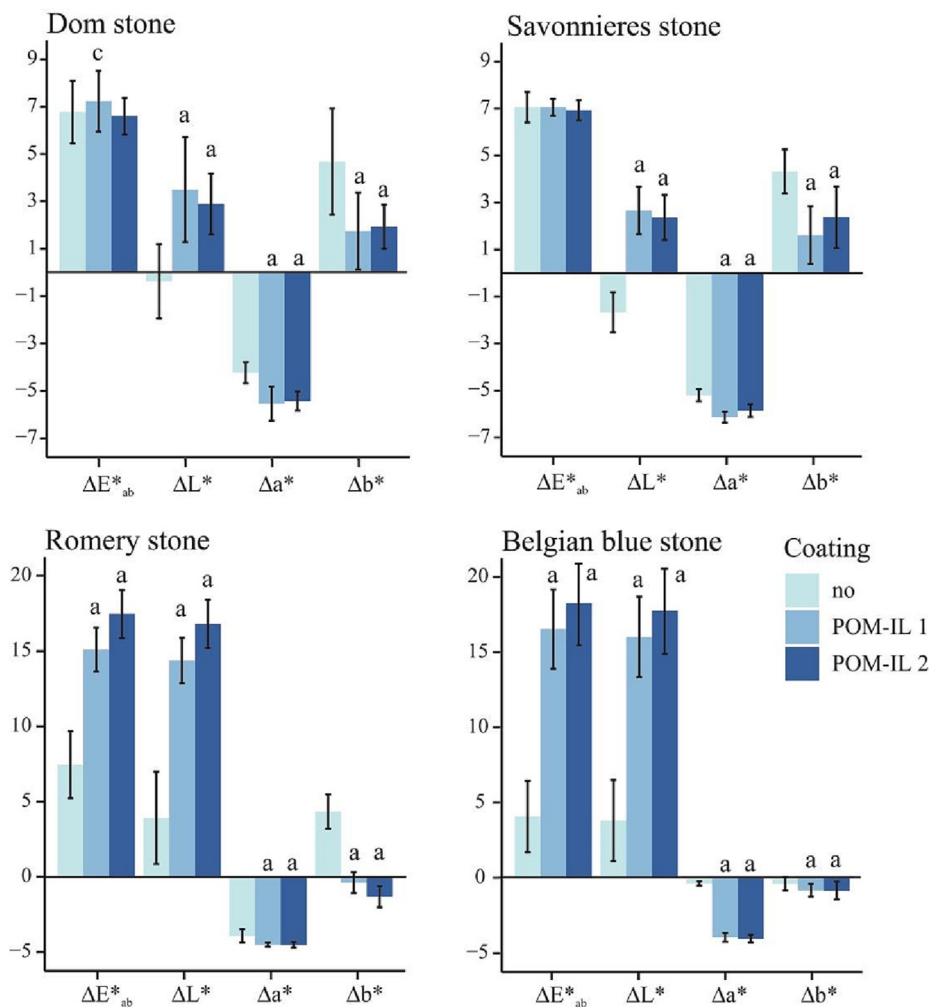 Dom stone
9
7
5
3
1
−1
−3
−5
−7
c
a
a
a a
a a
ΔE*ab ΔL* Δa* Δb*
Savonnieres stone
9
7
5
3
1
−1
−3
−5
−7
a a
a a
a a
ΔE*ab ΔL* Δa* Δb*
Romery stone
20
15
10
5
0
−5
a a
a a
a a
a a
ΔE*ab ΔL* Δa* Δb*
Belgian blue stone
20
15
10
5
0
−5
a a
a a
a a
a a
ΔE*ab ΔL* Δa* Δb*
Coating
no
POM-IL 1
POM-IL 2